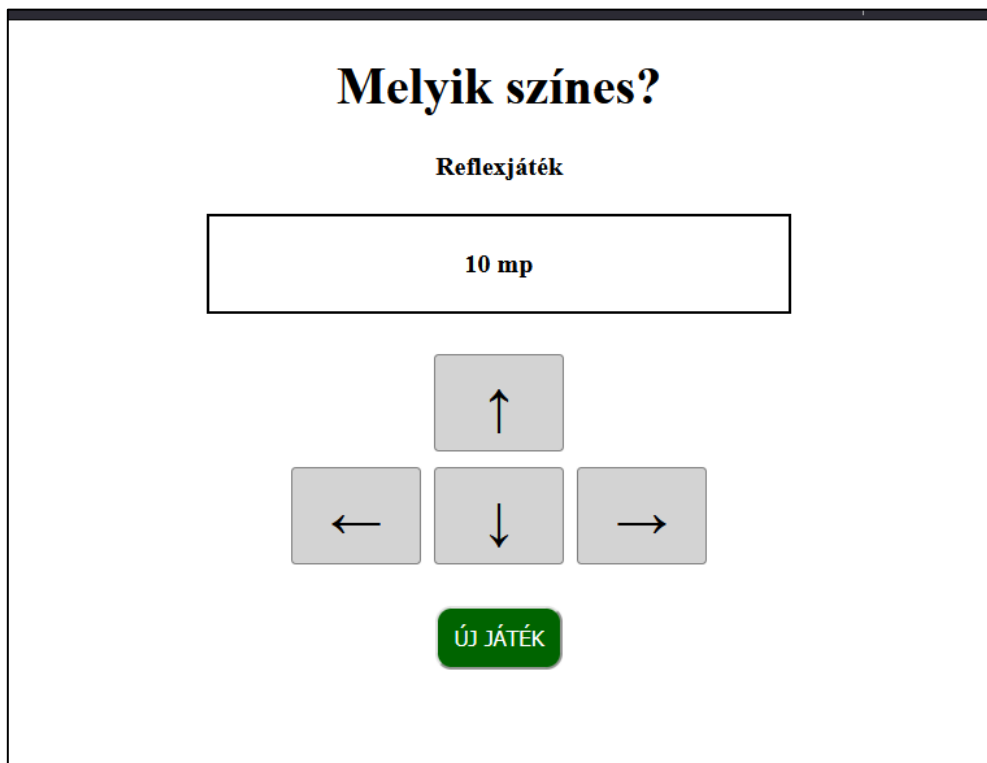 Melyik színes?
Reflexjáték
10 mp
↑
← ↓ →
ÚJ JÁTÉK